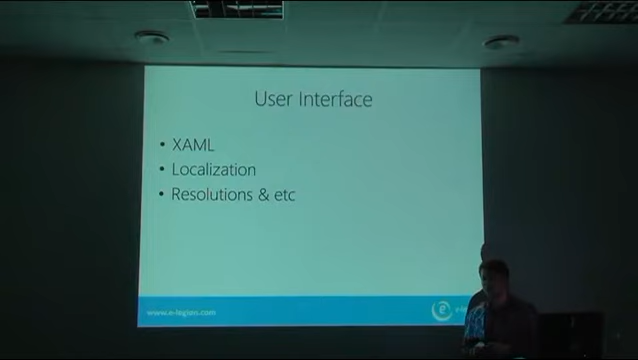 User Interface
• XAML
• Localization
• Resolutions & etc
www.e-legion.com